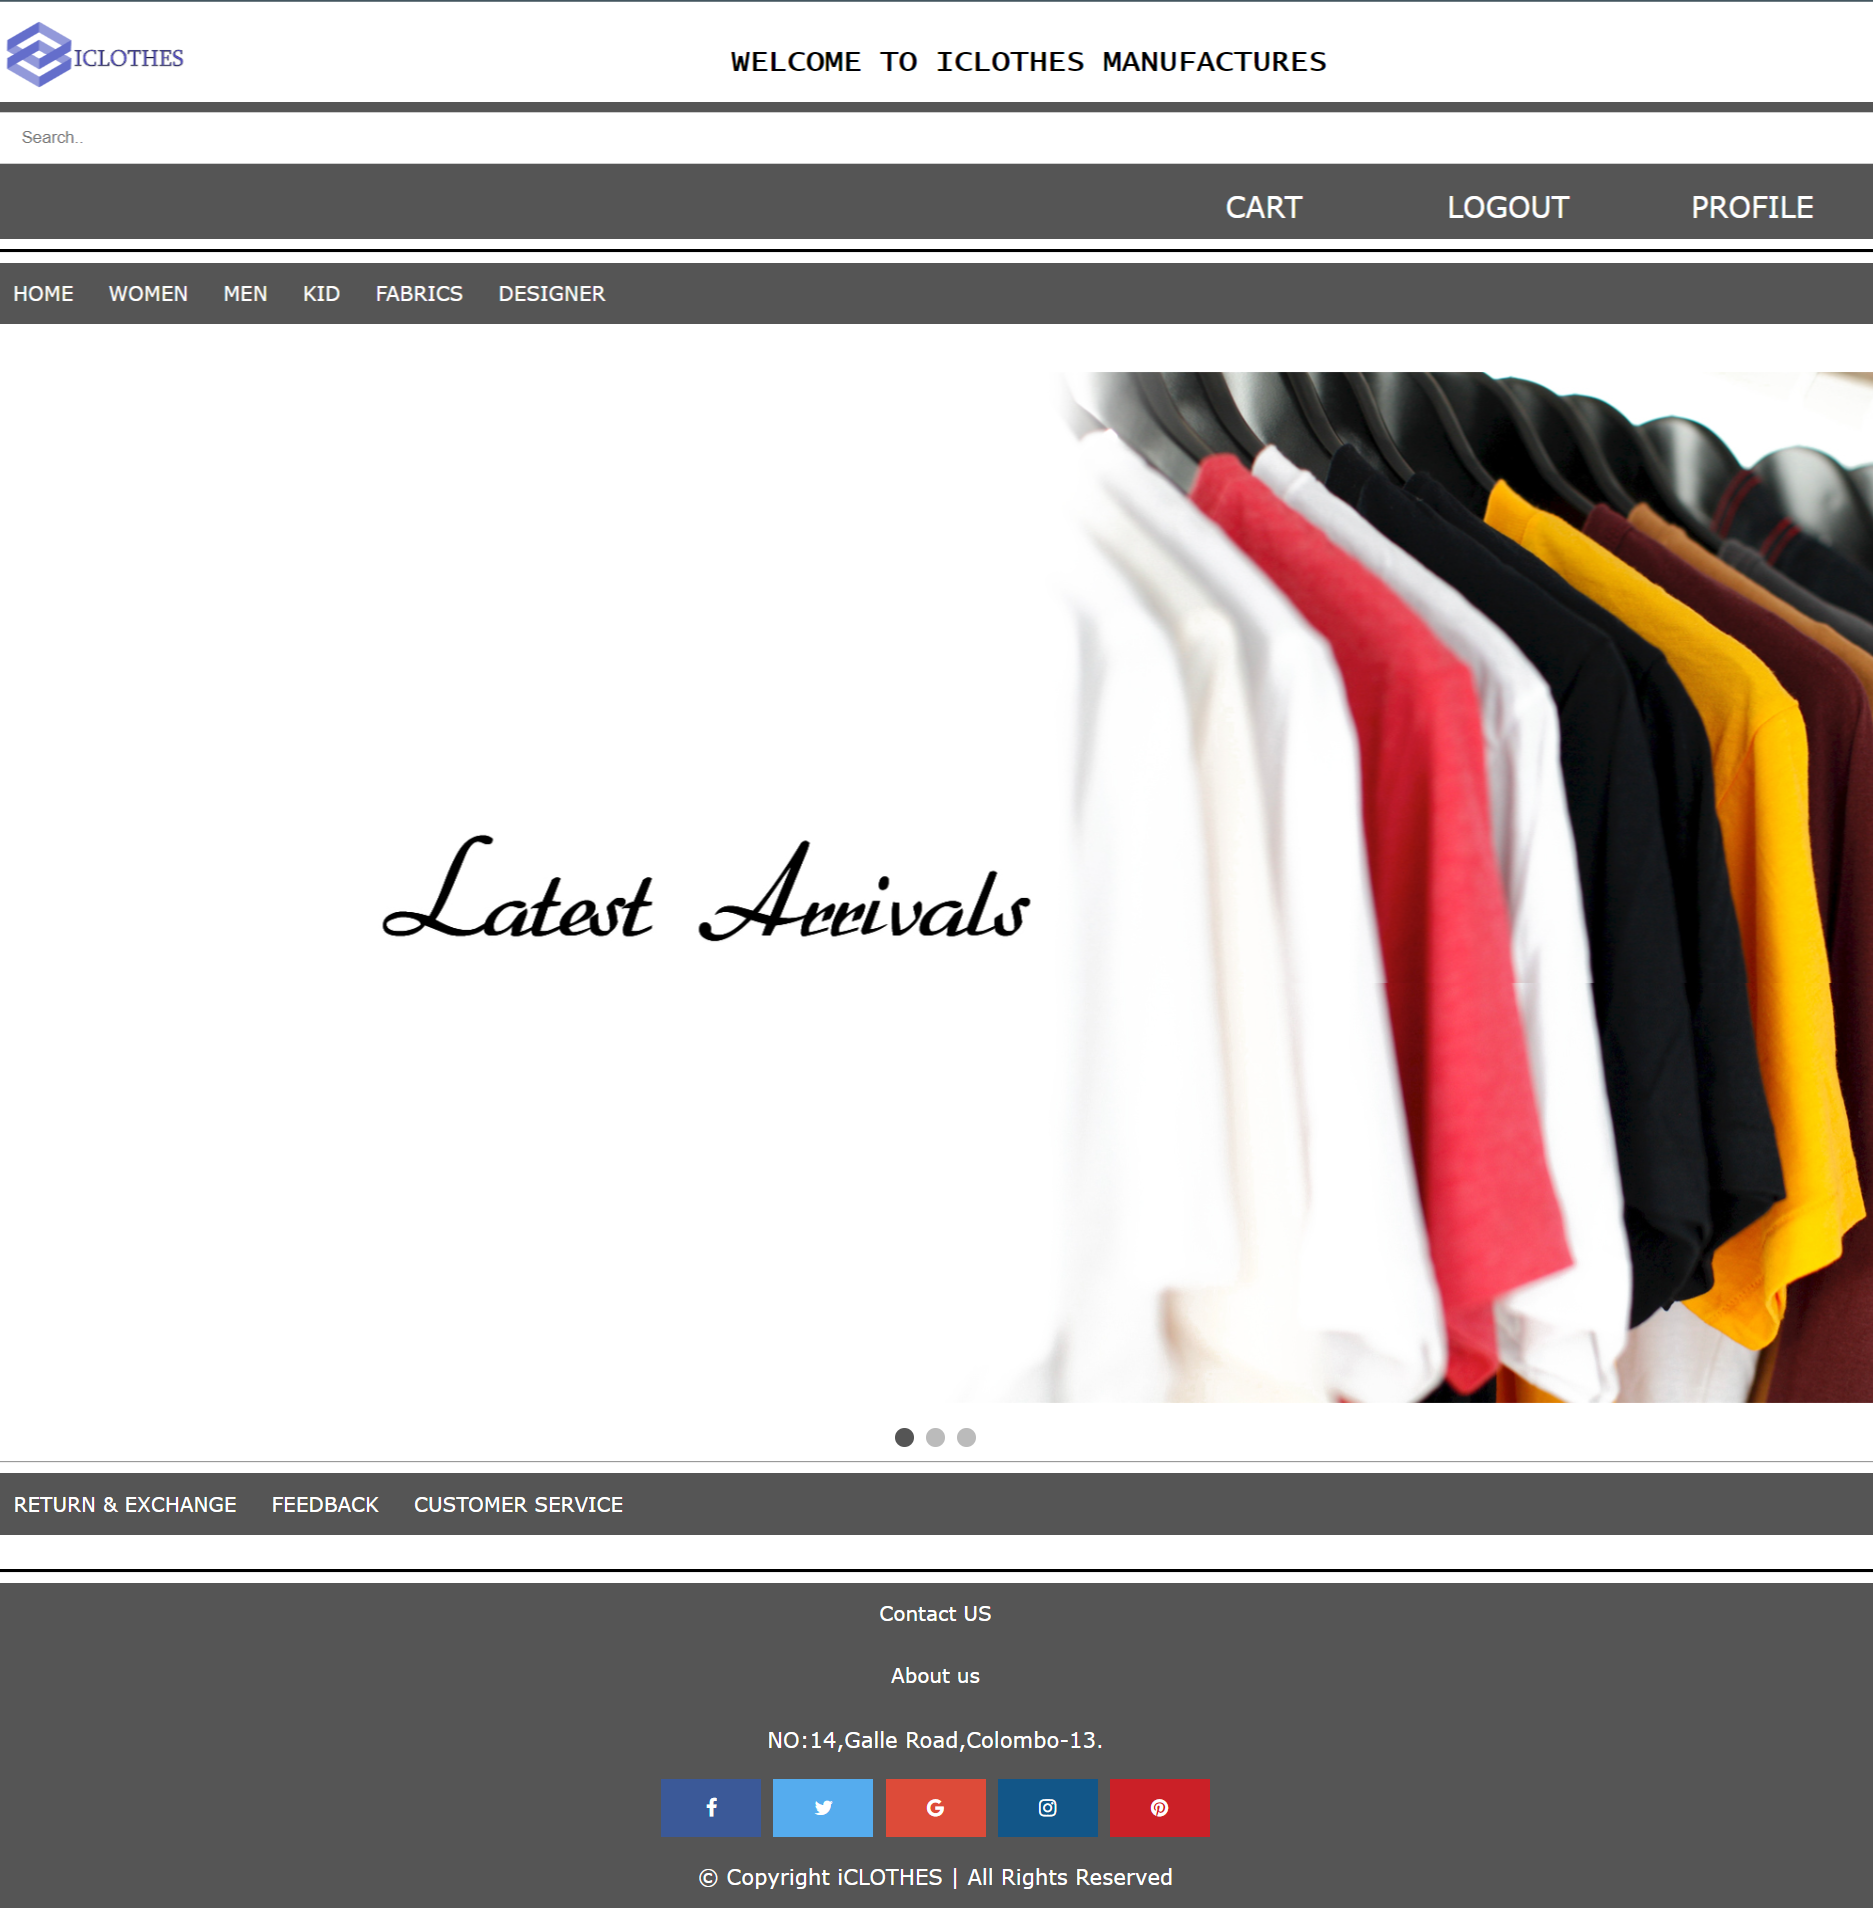 ICLOTHES
WELCOME TO ICLOTHES MANUFACTURES
Search..
CART LOGOUT PROFILE
HOME WOMEN MEN KID FABRICS DESIGNER
Latest Arrivals
RETURN & EXCHANGE FEEDBACK CUSTOMER SERVICE
Contact US
About us
NO:14,Galle Road,Colombo-13.
© Copyright iCLOTHES | All Rights Reserved